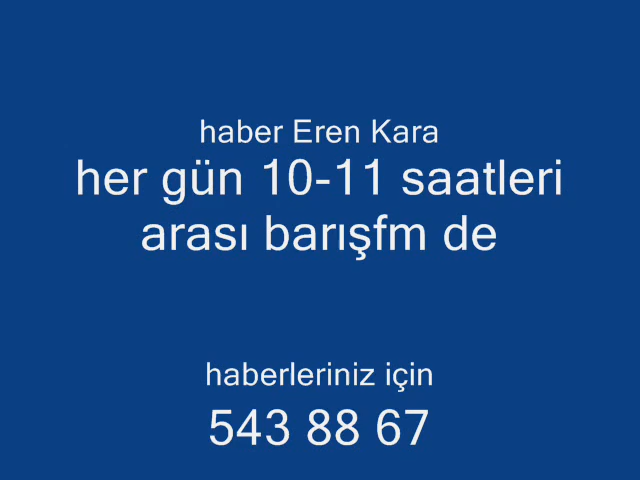 haber Eren Kara
her gün 10-11 saatleri
arası barışfm de
haberleriniz için
543 88 67